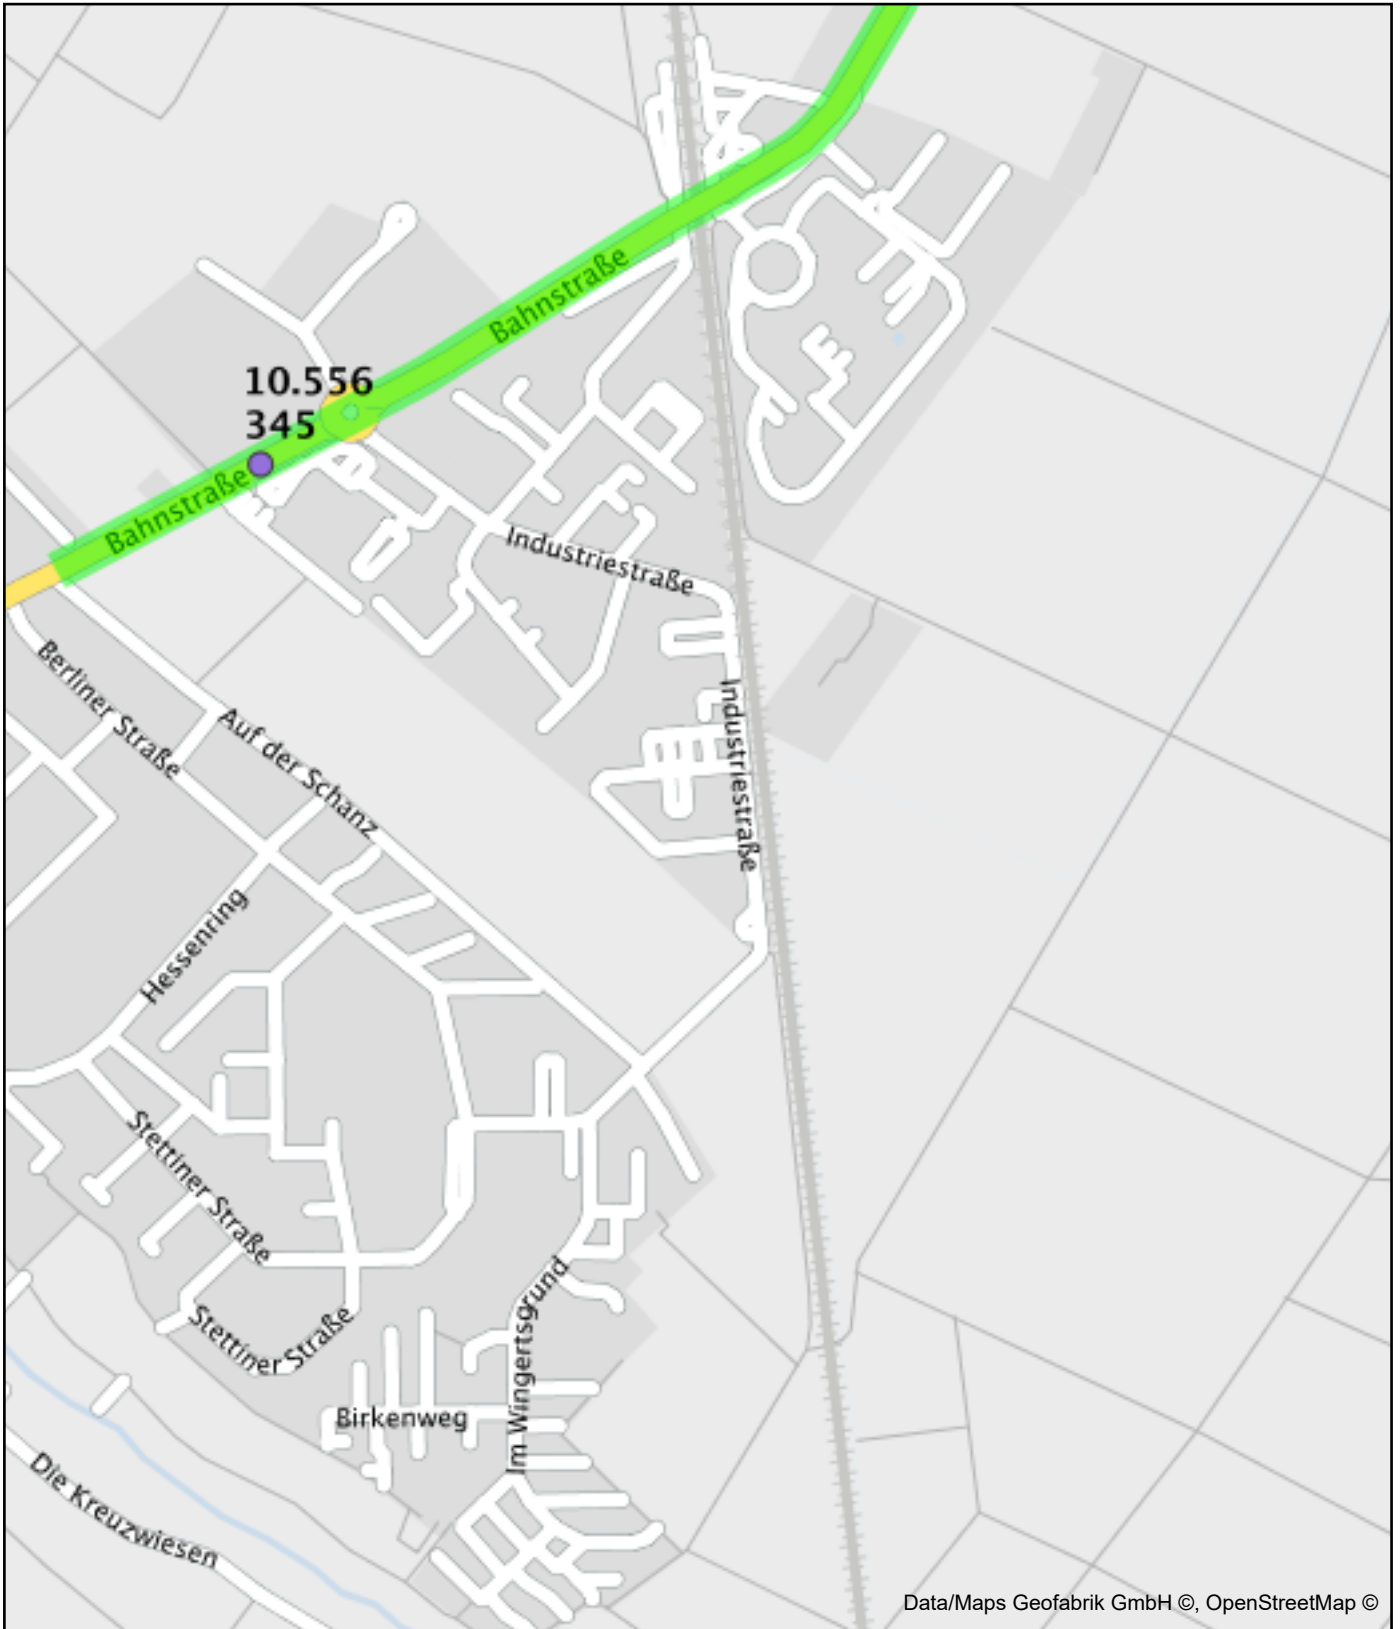 Bahnstraße
10.556
345
Bahnstraße
Industriestraße
Berliner Straße
Industriestraße
Auf der Schanz
Hessenring
Stettiner Straße
Im Wingertsgrund
Stettiner Straße
Birkenweg
Die Kreuzwiesen
Data/Maps Geofabrik GmbH ©, OpenStreetMap ©